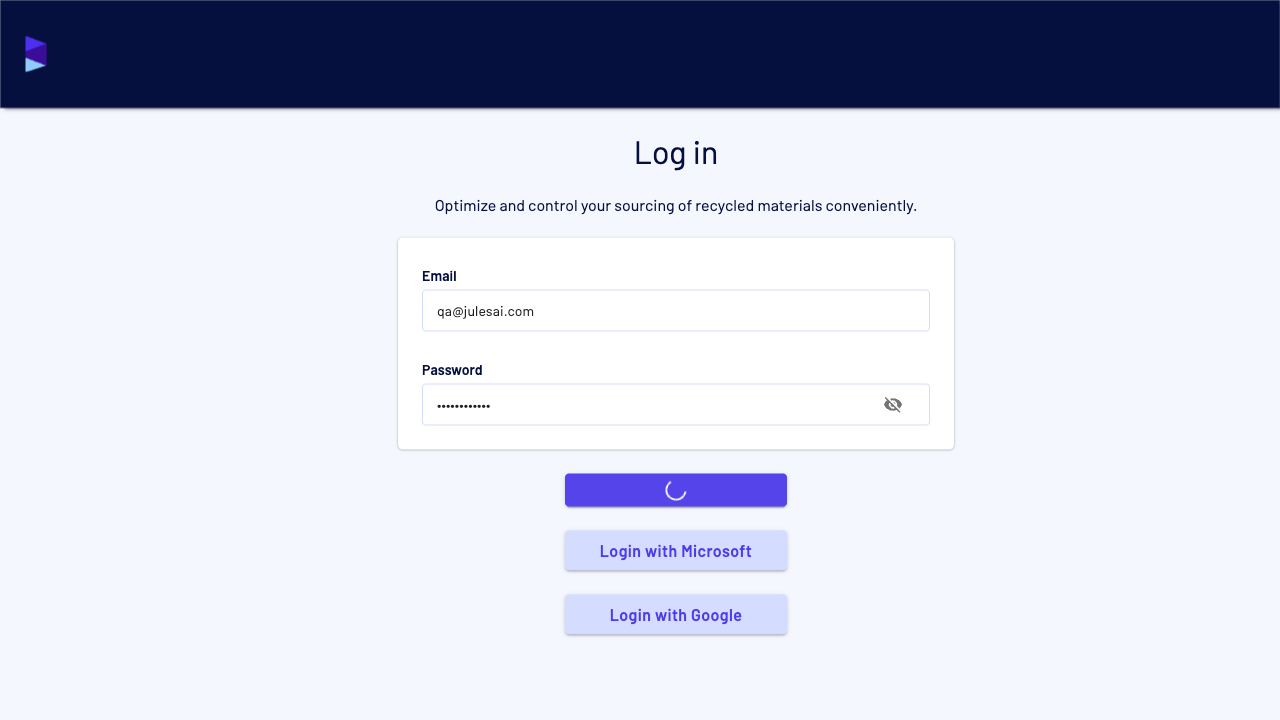 Log in
Optimize and control your sourcing of recycled materials conveniently.
Email
qa@julesai.com
Password
••••••••••••
Login with Microsoft
Login with Google